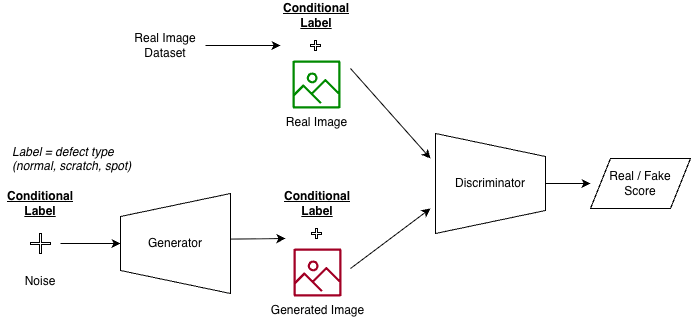 Conditional
Label
Real Image
Dataset
Real Image
Label = defect type
(normal, scratch, spot)
Conditional
Label
Noise
Generator
Conditional
Label
Generated Image
Discriminator
Real / Fake
Score